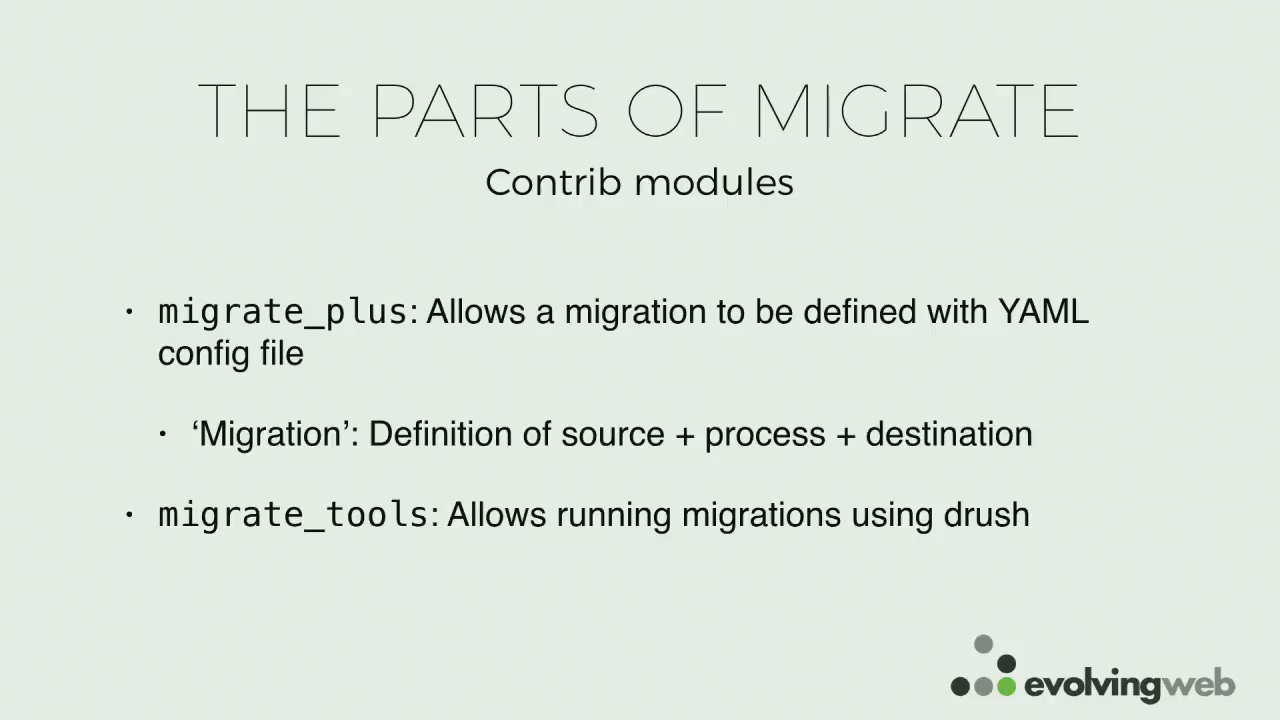 THE PARTS OF MIGRATE
Contrib modules
• migrate_plus: Allows a migration to be defined with YAML
config file
• ‘Migration’: Definition of source + process + destination
• migrate_tools: Allows running migrations using drush
evolvingweb